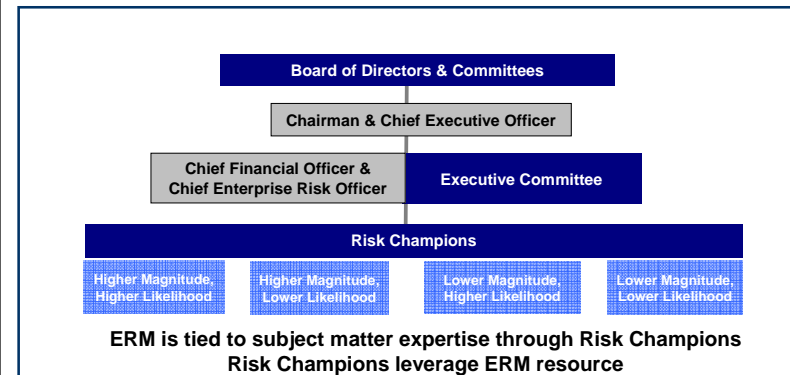 Board of Directors & Committees
Chairman & Chief Executive Officer
Chief Financial Officer &
Chief Enterprise Risk Officer
Executive Committee
Risk Champions
Higher Magnitude,
Higher Likelihood
Higher Magnitude,
Lower Likelihood
Lower Magnitude,
Higher Likelihood
Lower Magnitude,
Lower Likelihood
ERM is tied to subject matter expertise through Risk Champions
Risk Champions leverage ERM resource